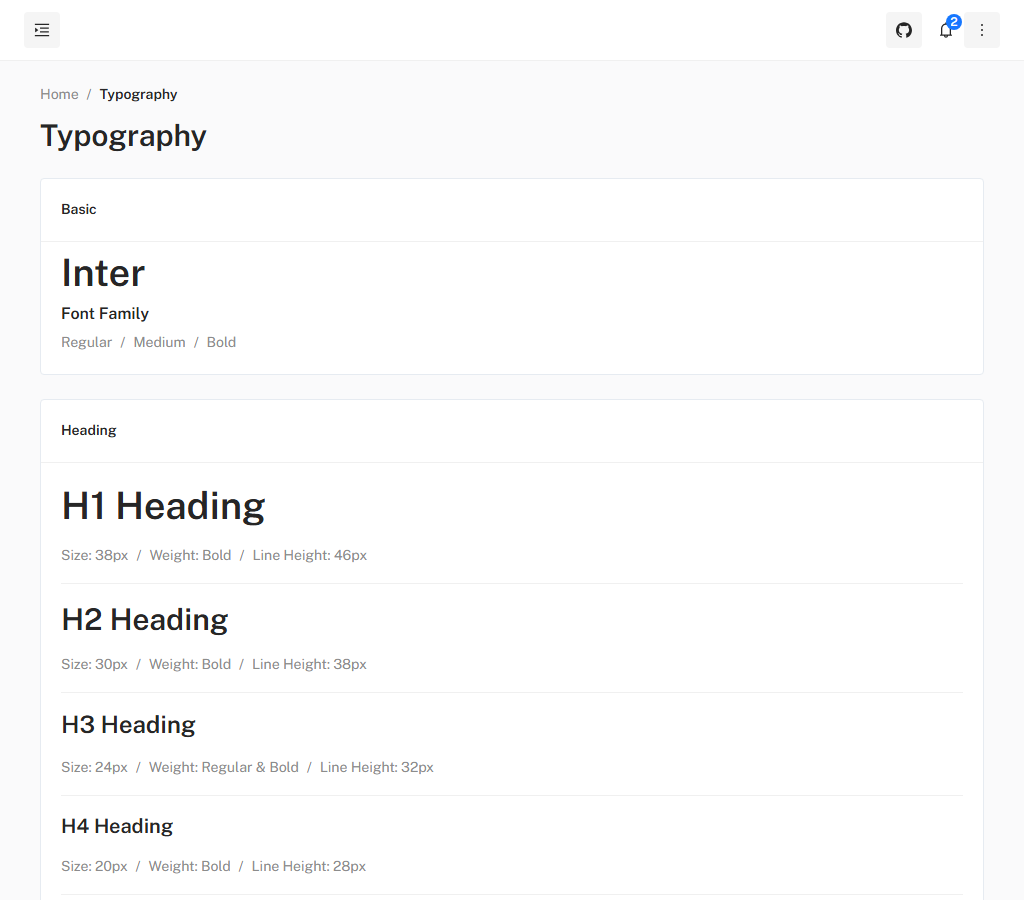 2
Home / Typography
Typography
Basic
Inter
Font Family
Regular / Medium / Bold
Heading
H1 Heading
Size: 38px / Weight: Bold / Line Height: 46px
H2 Heading
Size: 30px / Weight: Bold / Line Height: 38px
H3 Heading
Size: 24px / Weight: Regular & Bold / Line Height: 32px
H4 Heading
Size: 20px / Weight: Bold / Line Height: 28px